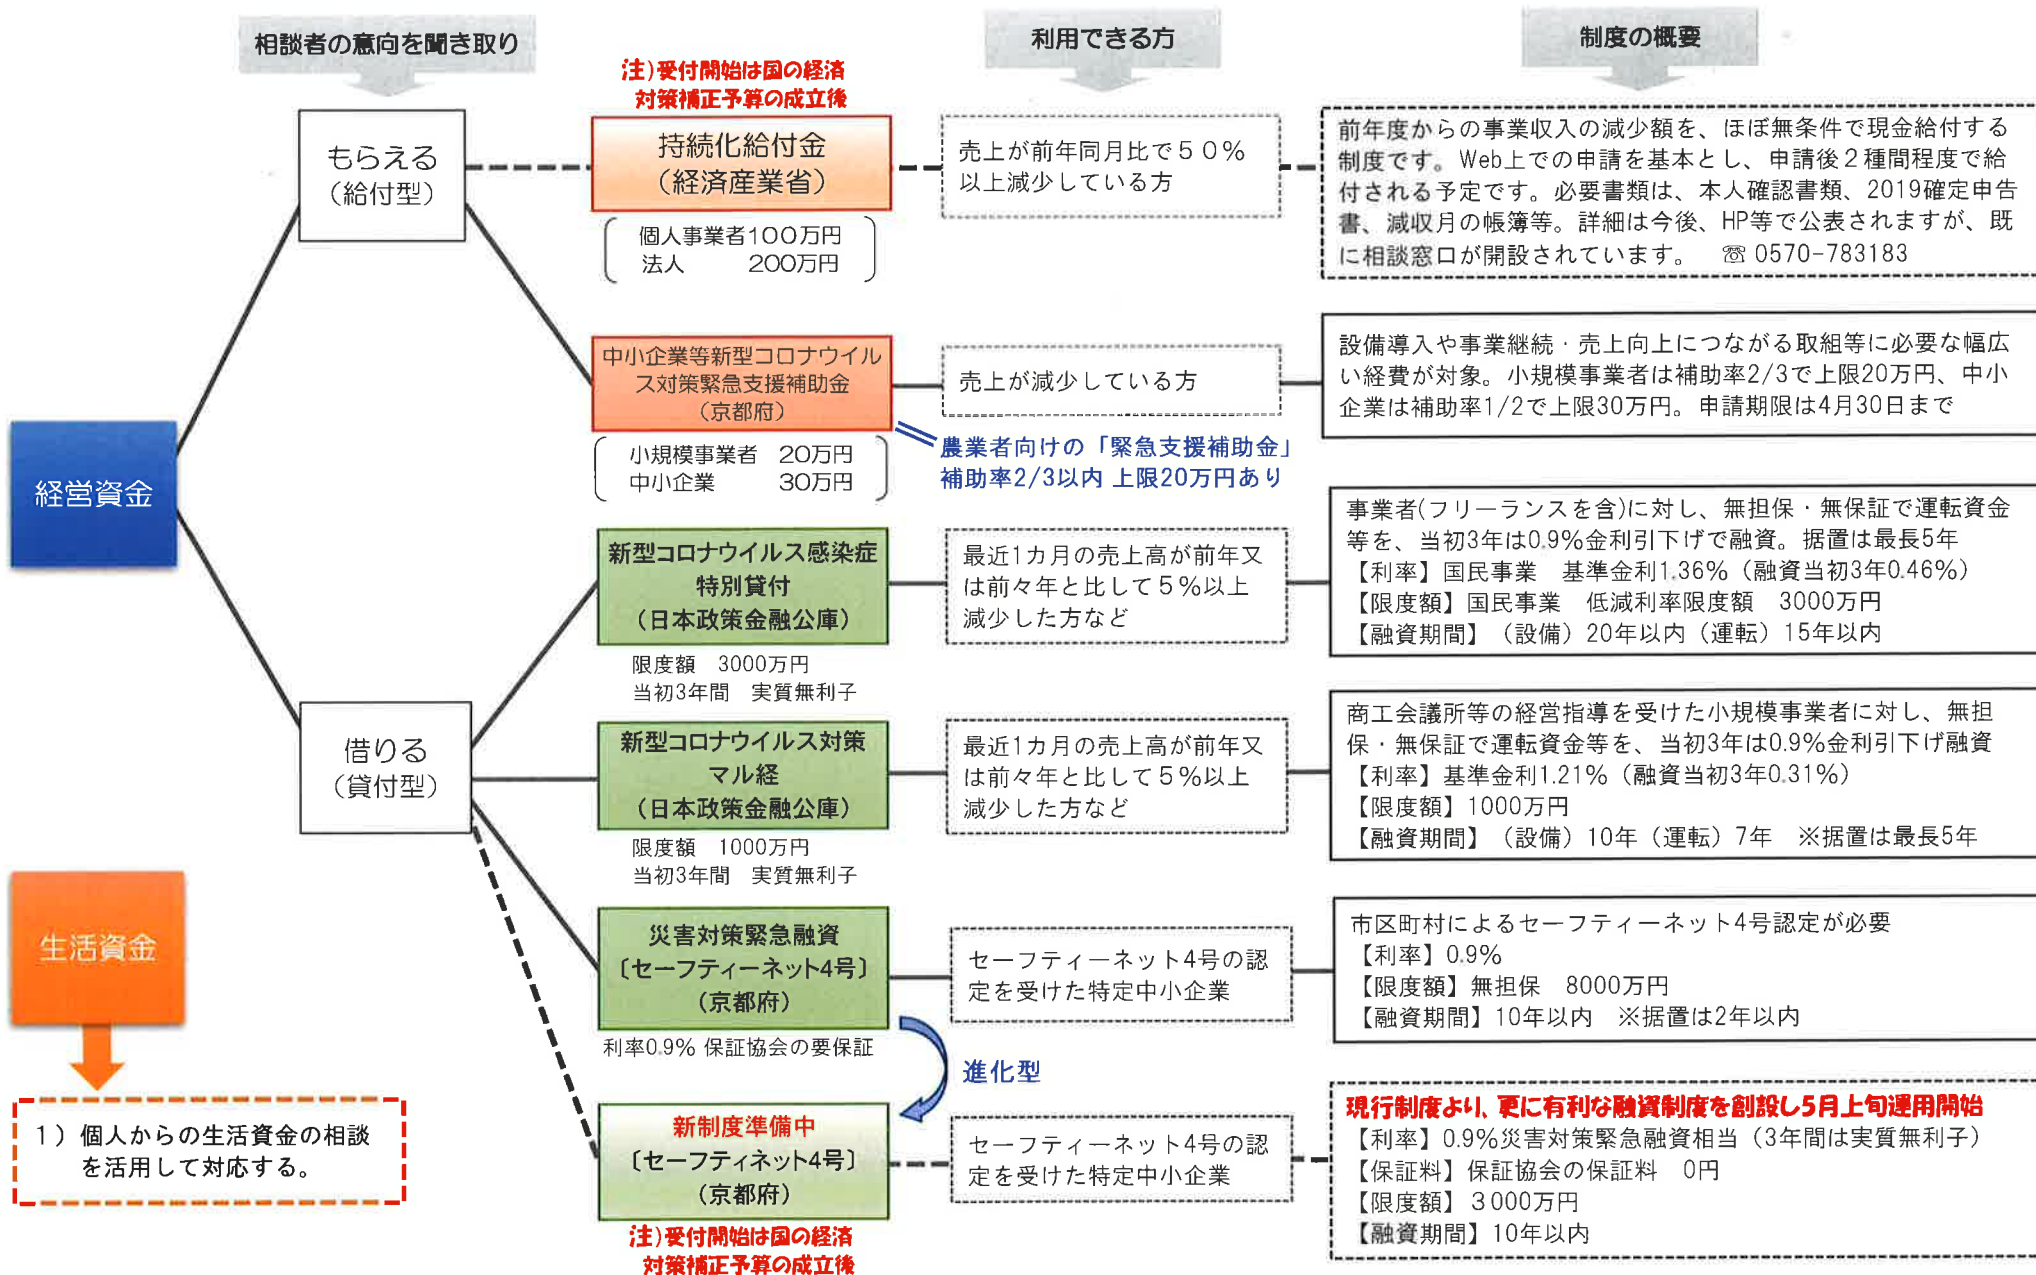 相談者の意向を聞き取り
利用できる方
制度の概要
経営資金
もらえる
（給付型）
注）受付開始は国の経済
対策補正予算の成立後
持続化給付金
（経済産業省）
個人事業者100万円
法人　200万円
売上が前年同月比で５０％
以上減少している方
前年度からの事業収入の減少額を、ほぼ無条件で現金給付する
制度です。Web上での申請を基本とし、申請後２種間程度で給
付される予定です。必要書類は、本人確認書類、2019確定申告
書、減収月の帳簿等。詳細は今後、HP等で公表されますが、既
に相談窓口が開設されています。　☏ 0570-783183
中小企業等新型コロナウイル
ス対策緊急支援補助金
（京都府）
小規模事業者　20万円
中小企業　30万円
売上が減少している方
農業者向けの「緊急支援補助金」
補助率2/3以内 上限20万円あり
設備導入や事業継続・売上向上につながる取組等に必要な幅広
い経費が対象。小規模事業者は補助率2/3で上限20万円、中小
企業は補助率1/2で上限30万円。申請期限は4月30日まで
借りる
（貸付型）
新型コロナウイルス感染症
特別貸付
（日本政策金融公庫）
限度額　3000万円
当初3年間　実質無利子
最近1カ月の売上高が前年又
は前々年と比して５％以上
減少した方など
事業者(フリーランスを含)に対し、無担保・無保証で運転資金
等を、当初3年は0.9%金利引下げで融資。据置は最長5年
【利率】国民事業　基準金利1.36%（融資当初3年0.46%）
【限度額】国民事業　低減利率限度額　3000万円
【融資期間】（設備）20年以内（運転）15年以内
新型コロナウイルス対策
マル経
（日本政策金融公庫）
限度額　1000万円
当初3年間　実質無利子
最近1カ月の売上高が前年又
は前々年と比して５％以上
減少した方など
商工会議所等の経営指導を受けた小規模事業者に対し、無担
保・無保証で運転資金等を、当初3年は0.9%金利引下げ融資
【利率】基準金利1.21%（融資当初3年0.31%）
【限度額】1000万円
【融資期間】（設備）10年（運転）7年　※据置は最長5年
災害対策緊急融資
〔セーフティーネット4号〕
（京都府）
利率0.9% 保証協会の要保証
セーフティーネット4号の認
定を受けた特定中小企業
市区町村によるセーフティーネット4号認定が必要
【利率】0.9%
【限度額】無担保　8000万円
【融資期間】10年以内　※据置は2年以内
進化型
新制度準備中
〔セーフティネット4号〕
（京都府）
注）受付開始は国の経済
対策補正予算の成立後
セーフティーネット4号の認
定を受けた特定中小企業
現行制度より、更に有利な融資制度を創設し5月上旬運用開始
【利率】0.9%災害対策緊急融資相当（3年間は実質無利子）
【保証料】保証協会の保証料　0円
【限度額】３000万円
【融資期間】10年以内
生活資金
１）個人からの生活資金の相談
を活用して対応する。